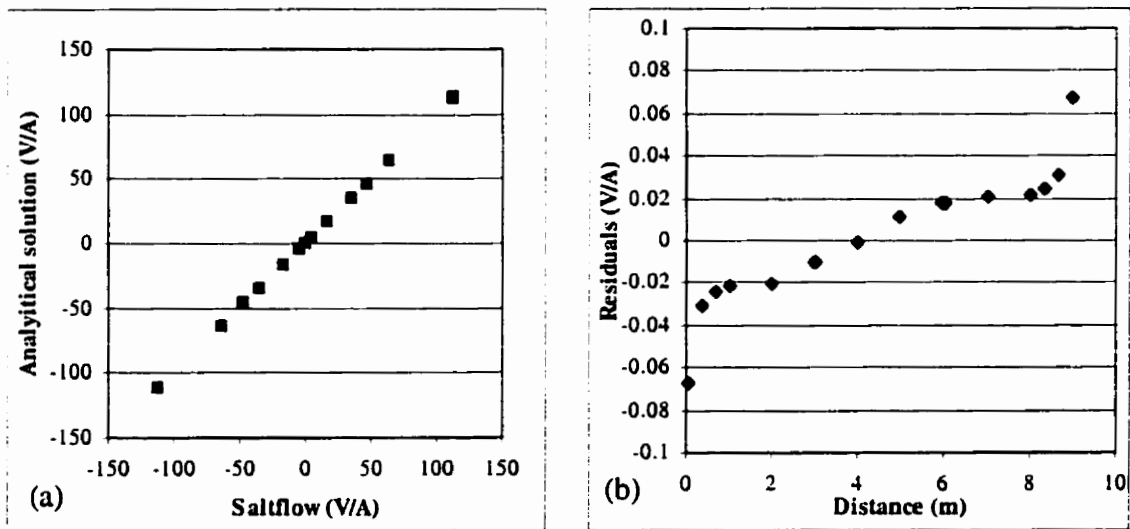 150
100
50
0
-50
-100
-150
-150 -100 -50 0 50 100 150
Analyitical solution (V/A)
Saltflow (V/A)
(a)
0.1
0.08
0.06
0.04
0.02
0
-0.02
-0.04
-0.06
-0.08
-0.1
0 2 4 6 8 10
Residuals (V/A)
Distance (m)
(b)